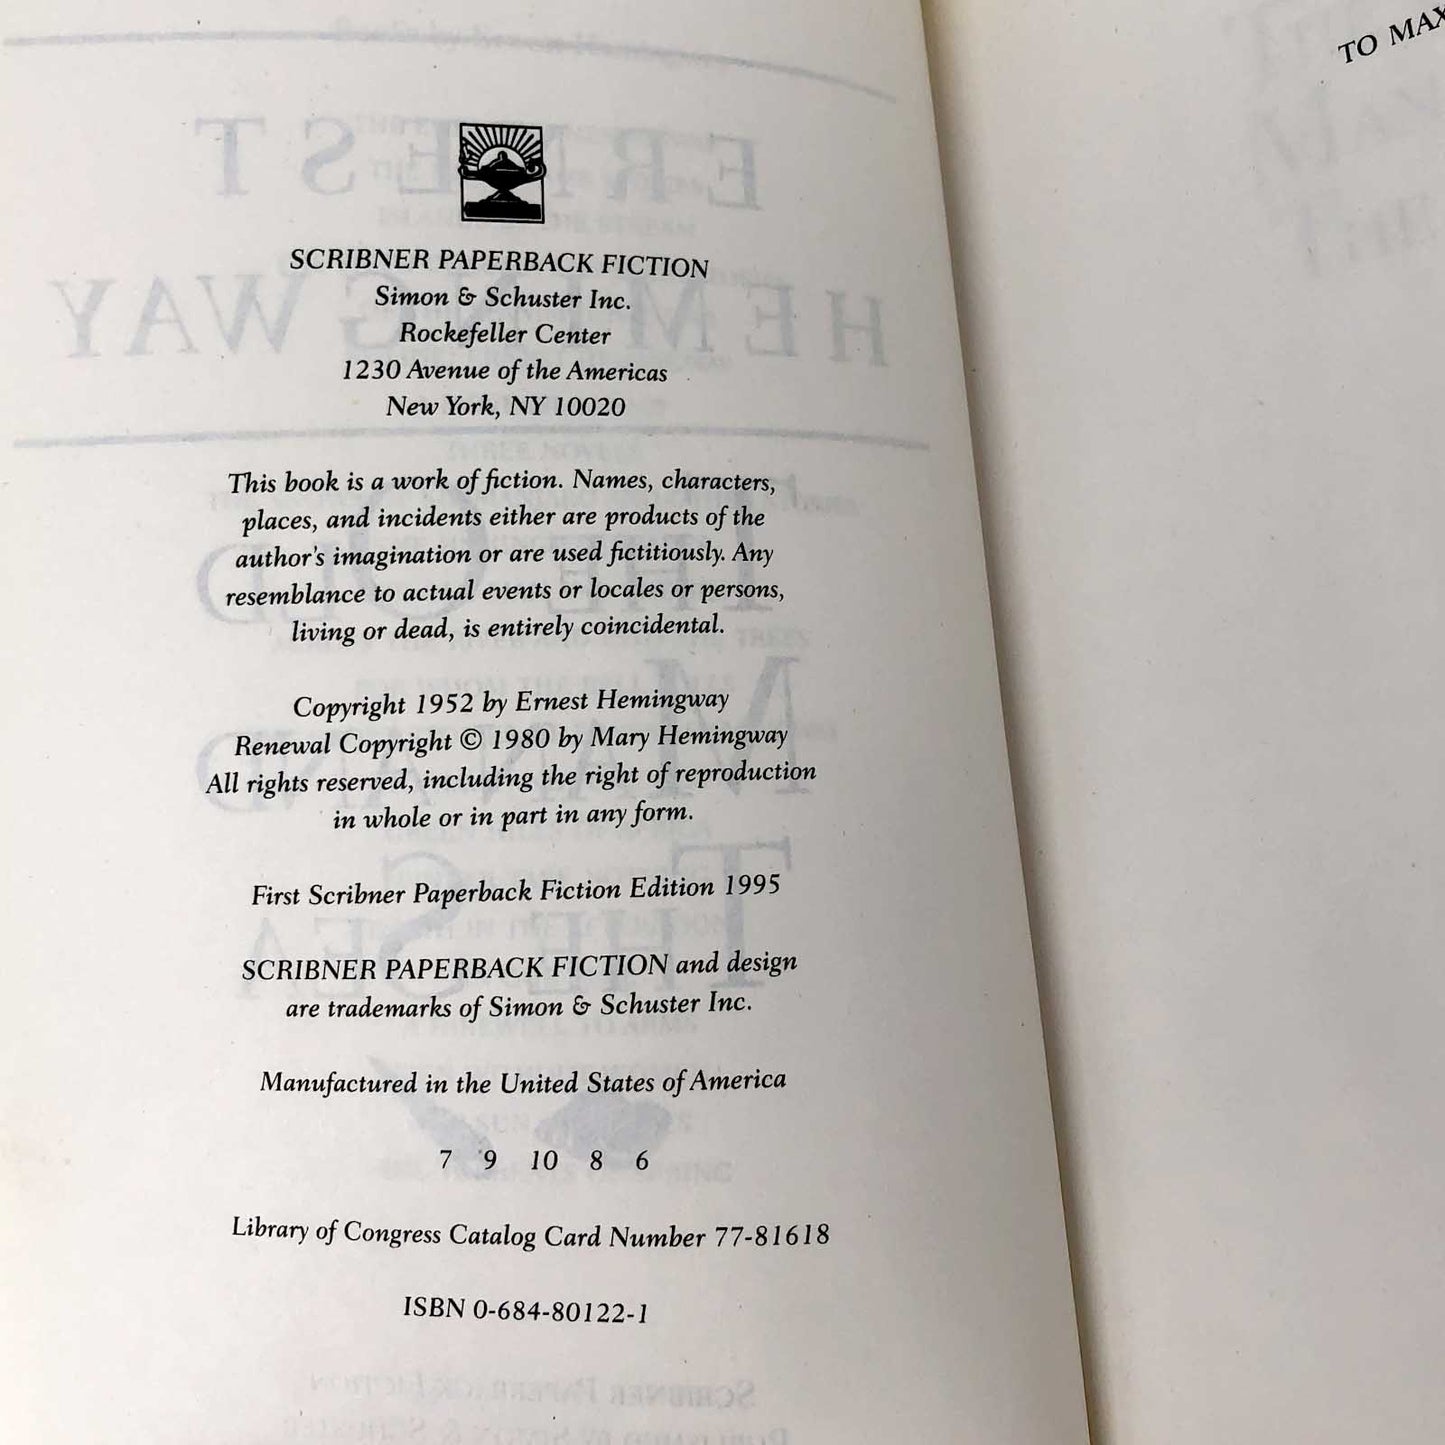 SCRIBNER PAPERBACK FICTION
Simon & Schuster Inc.
Rockefeller Center
1230 Avenue of the Americas
New York, NY 10020
This book is a work of fiction. Names, characters,
places, and incidents either are products of the
author's imagination or are used fictitiously. Any
resemblance to actual events or locales or persons,
living or dead, is entirely coincidental.
Copyright 1952 by Ernest Hemingway
Renewal Copyright © 1980 by Mary Hemingway
All rights reserved, including the right of reproduction
in whole or in part in any form.
First Scribner Paperback Fiction Edition 1995
SCRIBNER PAPERBACK FICTION and design
are trademarks of Simon & Schuster Inc.
Manufactured in the United States of America
7 9 10 8 6
Library of Congress Catalog Card Number 77-81618
ISBN 0-684-80122-1
TO MAX